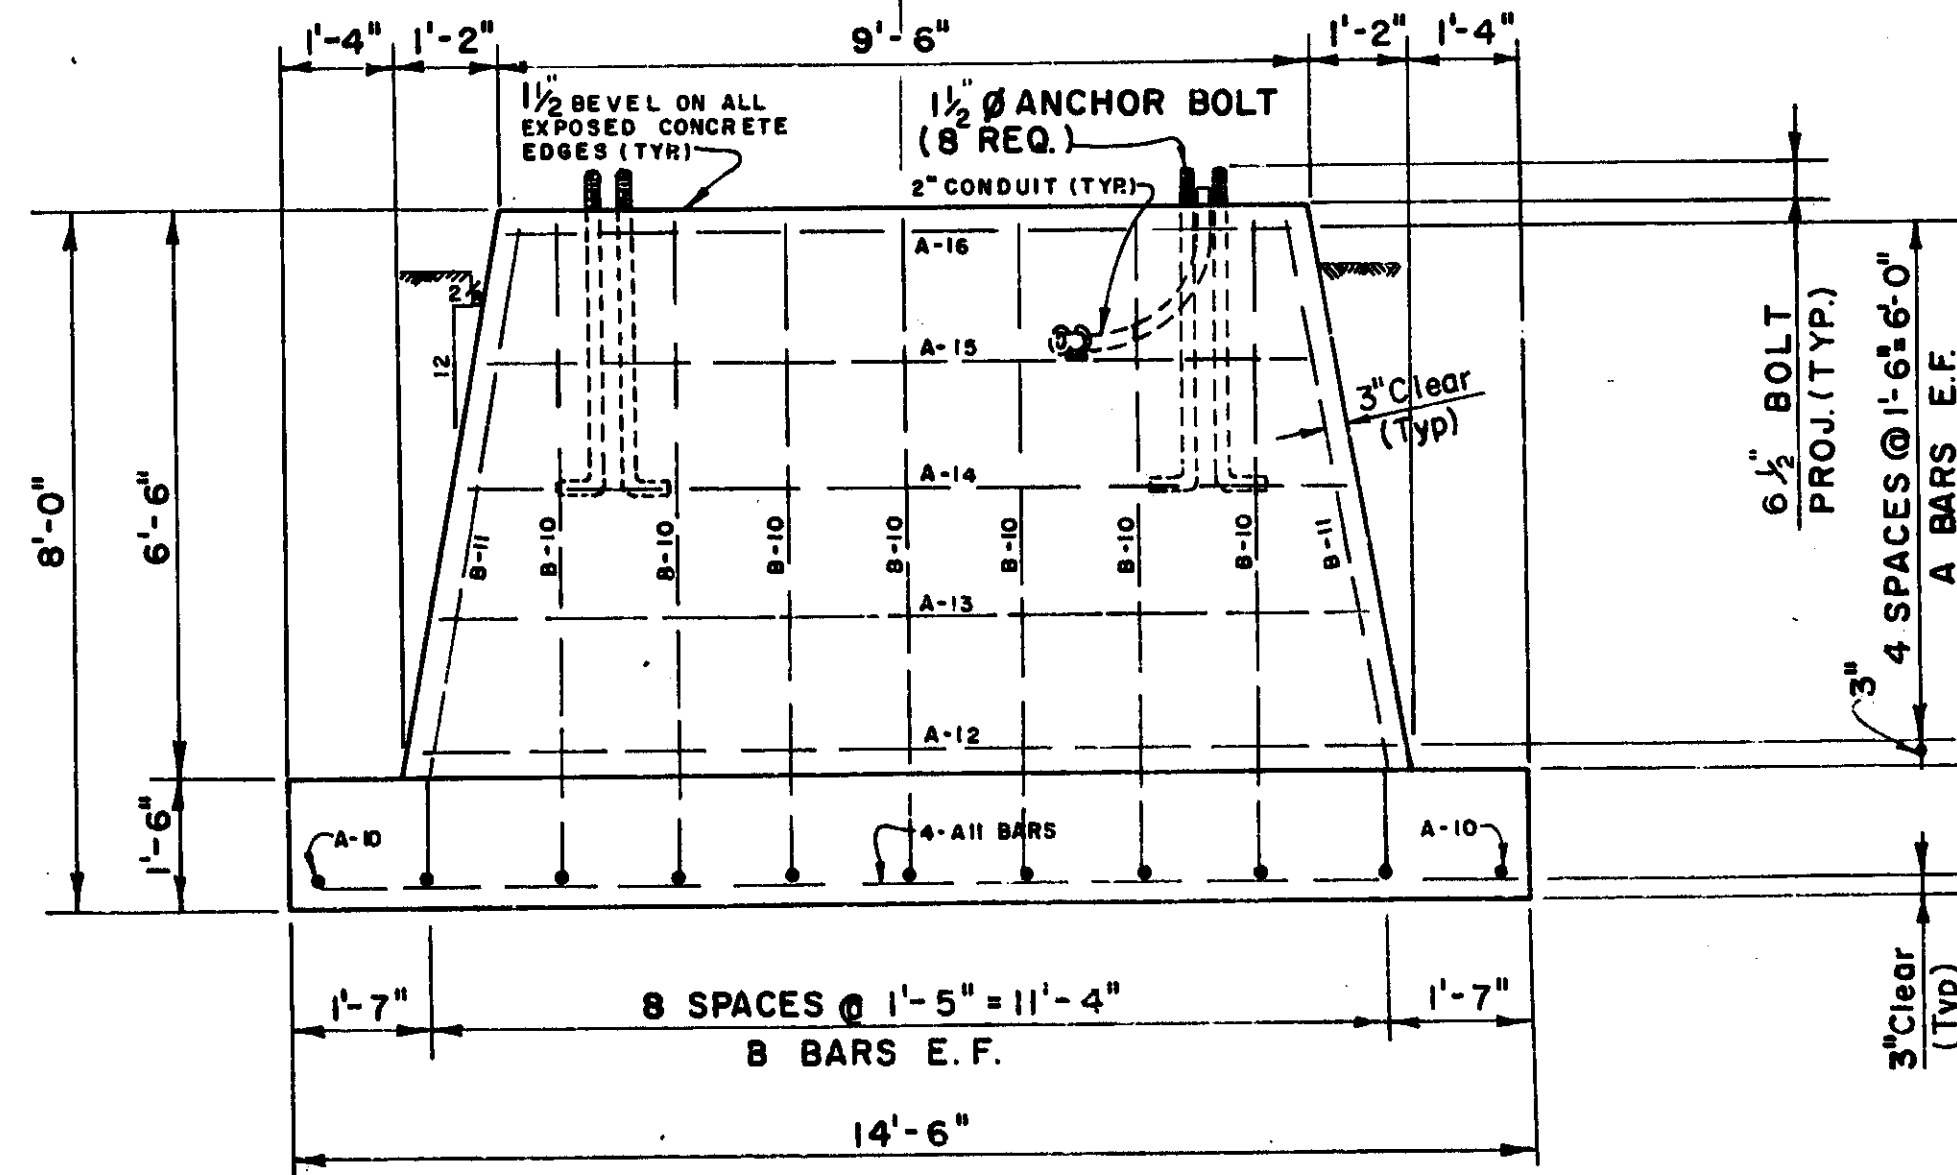 1'-4" 1'-2" 9'-6" 1'-2" 1'-4"
1½" BEVEL ON ALL
EXPOSED CONCRETE
EDGES (TYP.)
1½" Ø ANCHOR BOLT
(8 REQ.)
2" CONDUIT (TYP.)
A-16
12
A-15
3" Clear
(Typ)
A-14
8'-0"
6'-6"
B-11 B-10 B-10 B-10 B-10 B-10 B-10 B-10 B-11
6½" BOLT
PROJ. (TYP.)
4 SPACES @ 1'-6"=6'-0"
A BARS E.F.
A-13
3"
A-12
1'-6"
A-10
4-A11 BARS
A-10
3" Clear
(Typ)
1'-7" 8 SPACES @ 1'-5" = 11'-4" 1'-7"
B BARS E.F.
14'-6"